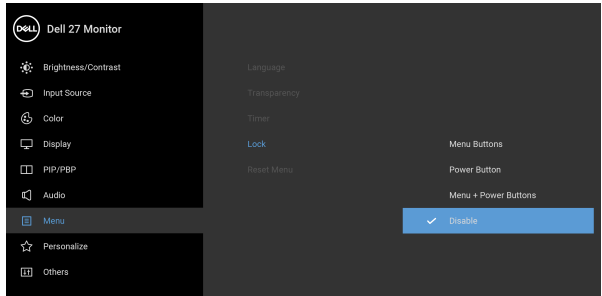 DELL
Dell 27 Monitor
Brightness/Contrast
Input Source
Color
Display
PIP/PBP
Audio
Menu
Personalize
Others
Language
Transparency
Timer
Lock
Reset Menu
Menu Buttons
Power Button
Menu + Power Buttons
Disable